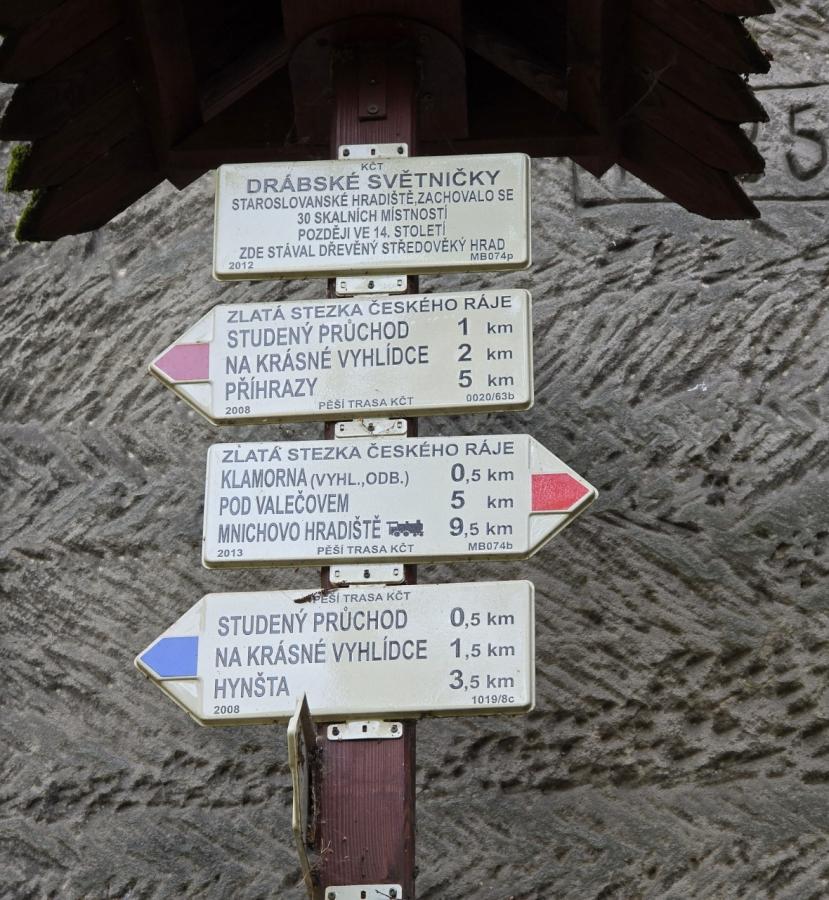 KČT
DRÁBSKÉ SVĚTNIČKY
STAROSLOVANSKÉ HRADIŠTĚ,ZACHOVALO SE
30 SKALNÍCH MÍSTNOSTÍ
POZDĚJI VE 14. STOLETÍ
ZDE STÁVAL DŘEVĚNÝ STŘEDOVĚKÝ HRAD
2012 MB074p
ZLATÁ STEZKA ČESKÉHO RÁJE
STUDENÝ PRŮCHOD 1 km
NA KRÁSNÉ VYHLÍDCE 2 km
PŘÍHRAZY 5 km
2008 PĚŠÍ TRASA KČT 0020/63b
ZLATÁ STEZKA ČESKÉHO RÁJE
KLAMORNA (VYHL.,ODB.) 0,5 km
POD VALEČOVEM 5 km
MNICHOVO HRADIŠTĚ 9,5 km
2013 PĚŠÍ TRASA KČT MB074b
PĚŠÍ TRASA KČT
STUDENÝ PRŮCHOD 0,5 km
NA KRÁSNÉ VYHLÍDCE 1,5 km
HYNŠTA 3,5 km
2008 1019/8c